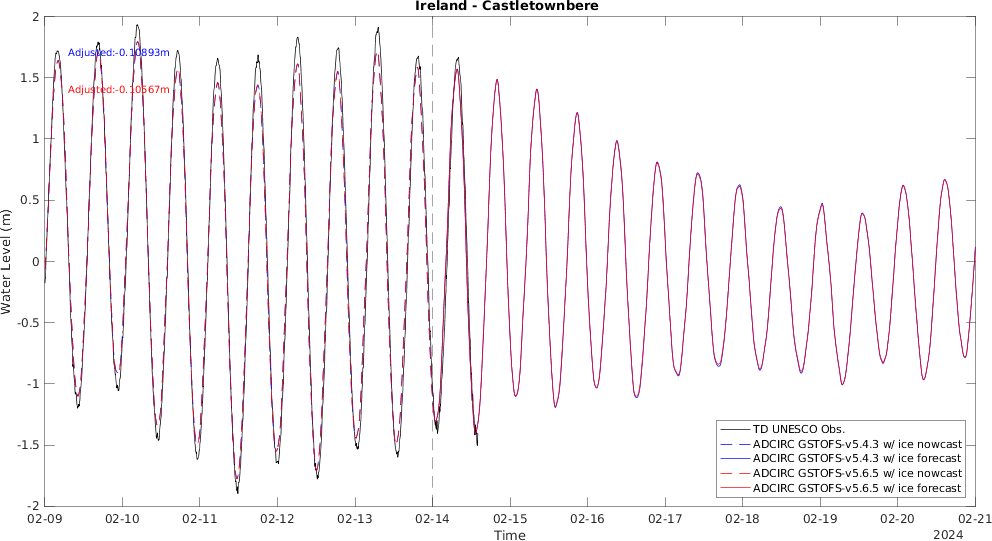 Ireland - Castletownbere
Adjusted:-0.10893m
Adjusted:-0.10567m
Water Level (m)
2
1.5
1
0.5
0
-0.5
-1
-1.5
-2
TD UNESCO Obs.
ADCIRC GSTOFS-v5.4.3 w/ ice nowcast
ADCIRC GSTOFS-v5.4.3 w/ ice forecast
ADCIRC GSTOFS-v5.6.5 w/ ice nowcast
ADCIRC GSTOFS-v5.6.5 w/ ice forecast
02-09 02-10 02-11 02-12 02-13 02-14 02-15 02-16 02-17 02-18 02-19 02-20 02-21
Time
2024